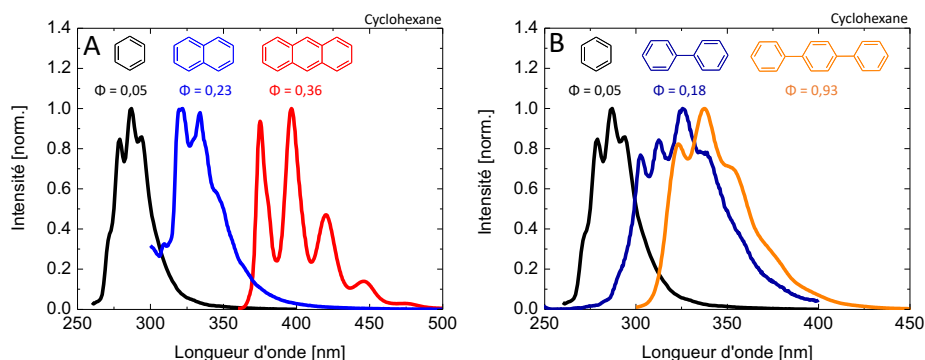 Cyclohexane
A
Φ = 0,05 Φ = 0,23 Φ = 0,36
Intensité [norm.]
1.4
1.2
1.0
0.8
0.6
0.4
0.2
0.0
250 300 350 400 450 500
Longueur d'onde [nm]
Cyclohexane
B
Φ = 0,05 Φ = 0,18 Φ = 0,93
Intensité [norm.]
1.4
1.2
1.0
0.8
0.6
0.4
0.2
0.0
250 300 350 400 450
Longueur d'onde [nm]